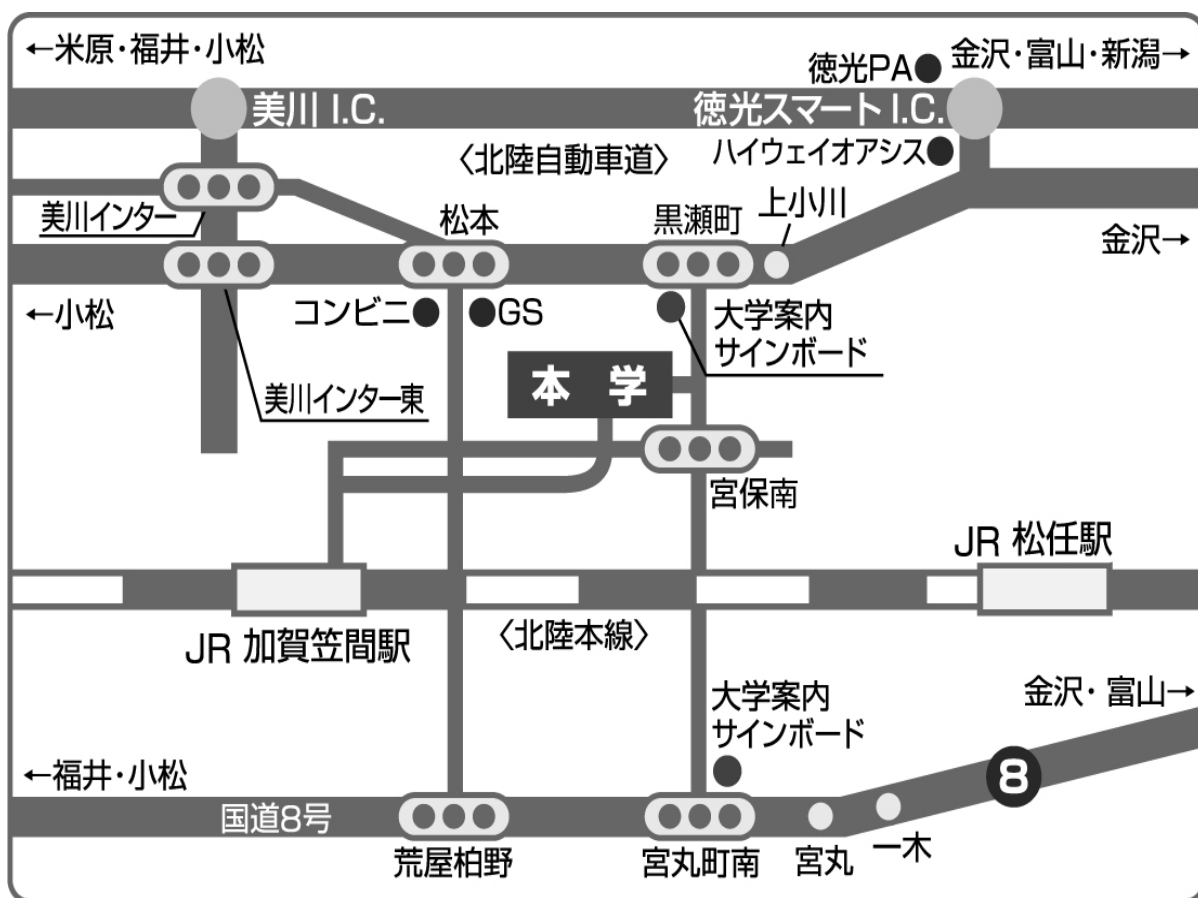 ←米原・福井・小松
金沢・富山・新潟→
徳光PA
美川 I.C.
徳光スマート I.C.
〈北陸自動車道〉
ハイウェイオアシス
美川インター
松本
黒瀬町
上小川
金沢→
←小松
コンビニ
GS
大学案内
サインボード
本 学
美川インター東
宮保南
JR 松任駅
〈北陸本線〉
JR 加賀笠間駅
金沢・富山→
大学案内
サインボード
←福井・小松
8
国道8号
荒屋柏野
宮丸町南
宮丸
一木